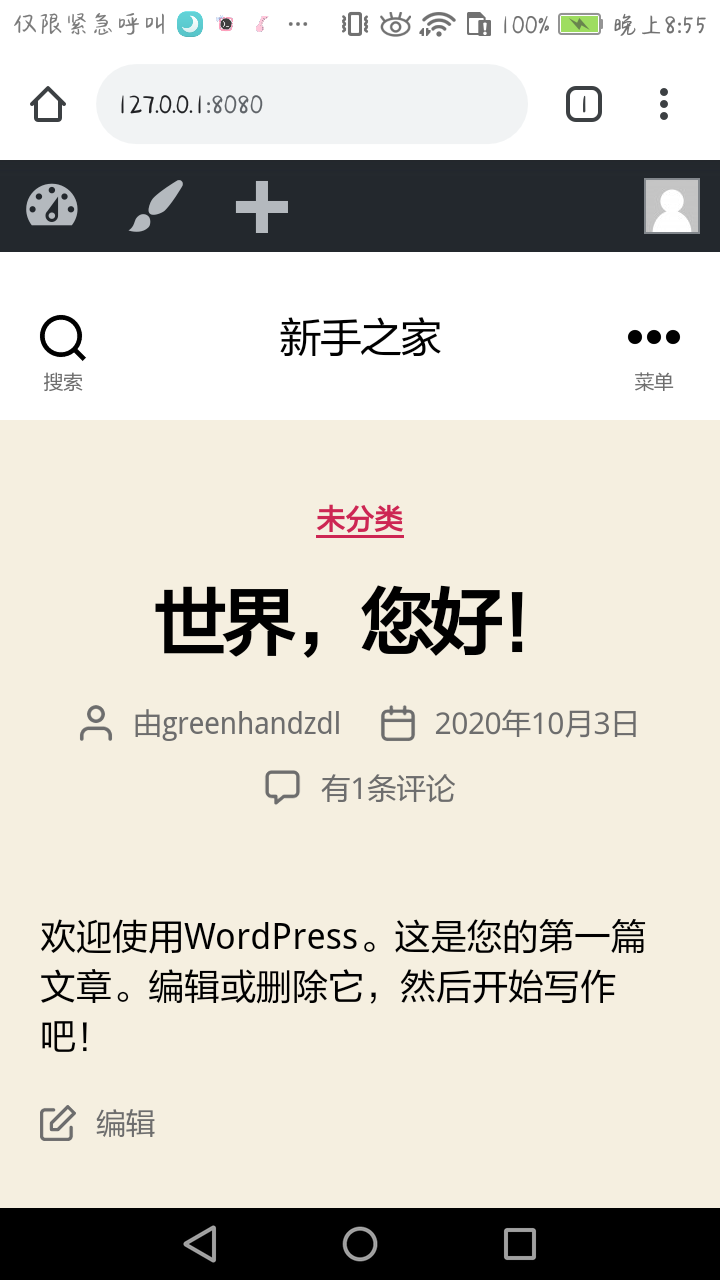 仅限紧急呼叫 100% 晚上8:55
127.0.0.1:8080 1
新手之家
搜索 菜单
未分类
世界，您好！
由greenhandzdl 2020年10月3日
有1条评论
欢迎使用WordPress。这是您的第一篇
文章。编辑或删除它，然后开始写作
吧！
编辑